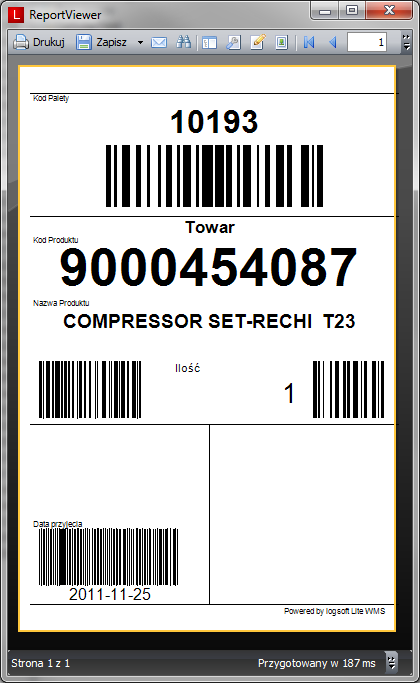 L ReportViewer
Drukuj Zapisz 1
Kod Palety
10193
Towar
Kod Produktu
9000454087
Nazwa Produktu
COMPRESSOR SET-RECHI T23
Ilość
1
Data przyjęcia
2011-11-25
Powered by logsoft Lite WMS
Strona 1 z 1 Przygotowany w 187 ms